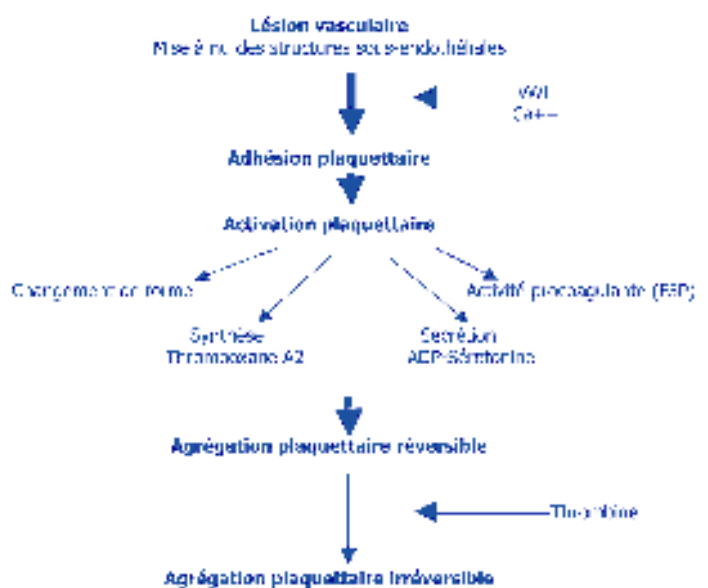 Lésion vasculaire
Mise à nu des structures sous-endothéliales
Ca++
Adhésion plaquettaire
Activation plaquettaire
Changement de forme
Activité procoagulante
Synthèse
Thromboxane A2
Sécrétion
ADP-Sérotonine
Agrégation plaquettaire réversible
Thrombine
Agrégation plaquettaire irréversible